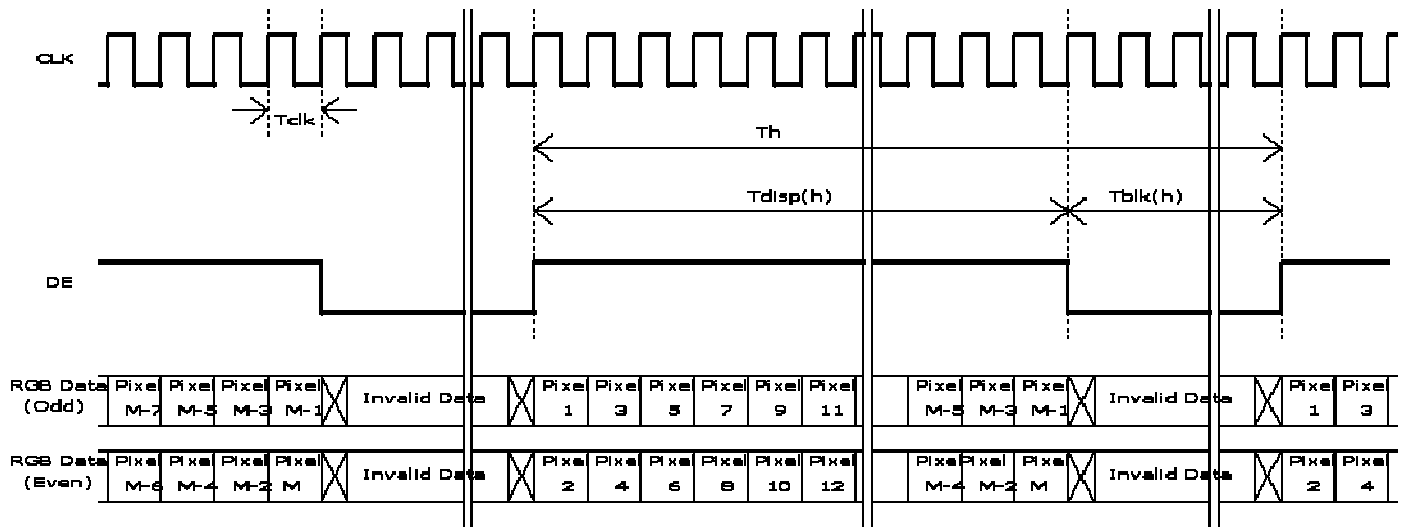 CLK
Tclk
Th
Tdisp(h) Tblk(h)
DE
RGB Data Pixel Pixel Pixel Pixel Pixel Pixel Pixel Pixel Pixel Pixel Pixel Pixel Pixel Pixel Pixel
(Odd) M-7 M-5 M-3 M-1 Invalid Data 1 3 5 7 9 11 M-5 M-3 M-1 Invalid Data 1 3
RGB Data Pixel Pixel Pixel Pixel Pixel Pixel Pixel Pixel Pixel Pixel Pixel Pixel Pixel Pixel Pixel
(Even) M-6 M-4 M-2 M Invalid Data 2 4 6 8 10 12 M-4 M-2 M Invalid Data 2 4